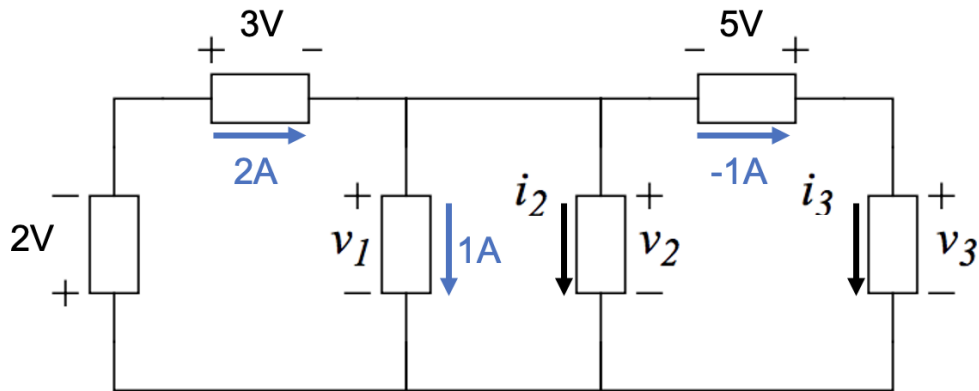 3V
5V
+ −
− +
2A
-1A
−
2V
+
+
v1
−
1A
i2
+
v2
−
i3
+
v3
−